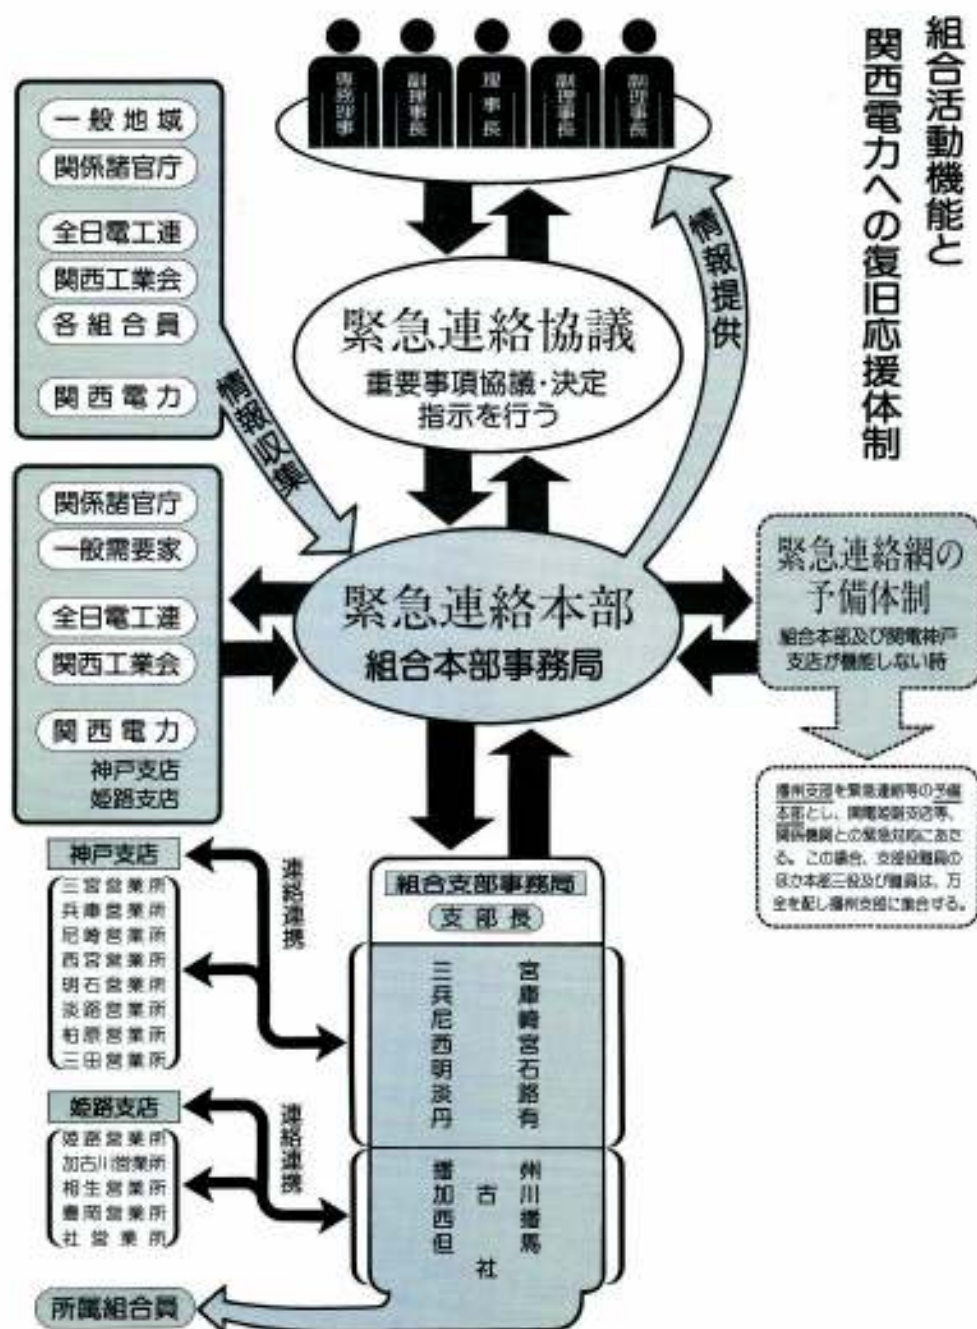 組合活動機能と
関西電力への復旧応援体制
専務理事
副理事長
理事長
副理事長
副理事長
一般地域
関係諸官庁
全日電工連
関西工業会
各組合員
関西電力
情報収集
情報提供
緊急連絡協議
重要事項協議・決定
指示を行う
関係諸官庁
一般需要家
全日電工連
関西工業会
関西電力
神戸支店
姫路支店
緊急連絡本部
組合本部事務局
緊急連絡網の
予備体制
組合本部及び関電神戸
支店が機能しない時
播州支部を緊急連絡等の予備
本部とし、関電姫路支店等、
関係機関との緊急対応にあた
る。この場合、支部役職員の
ほか本部三役及び職員は、万
全を配し播州支部に集合する。
神戸支店
三宮営業所
兵庫営業所
尼崎営業所
西宮営業所
明石営業所
淡路営業所
柏原営業所
三田営業所
連絡連携
姫路支店
姫路営業所
加古川営業所
相生営業所
豊岡営業所
社営業所
連絡連携
組合支部事務局
支部長
三宮
兵庫
尼崎
西宮
明石
淡路
丹有
播州
加古川
西播
但馬
社
所属組合員